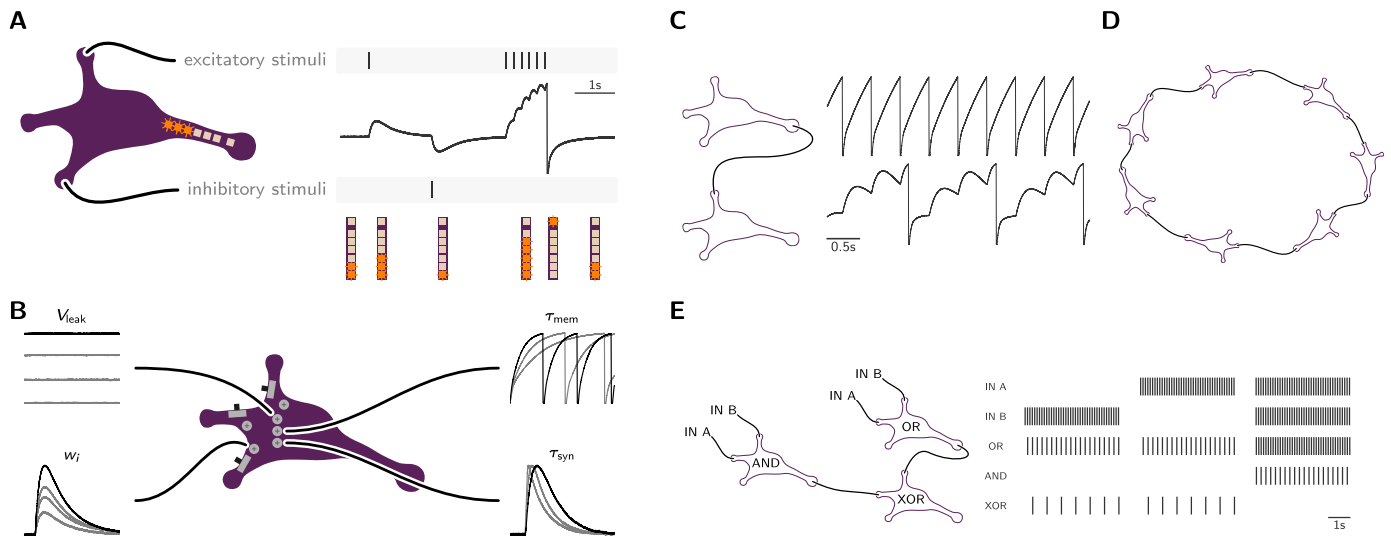 A
excitatory stimuli
1s
inhibitory stimuli
B
V_leak
τ_mem
w_i
τ_syn
C
0.5s
D
E
IN B
IN A
IN B
IN A
OR
AND
XOR
IN A
IN B
OR
AND
XOR
1s